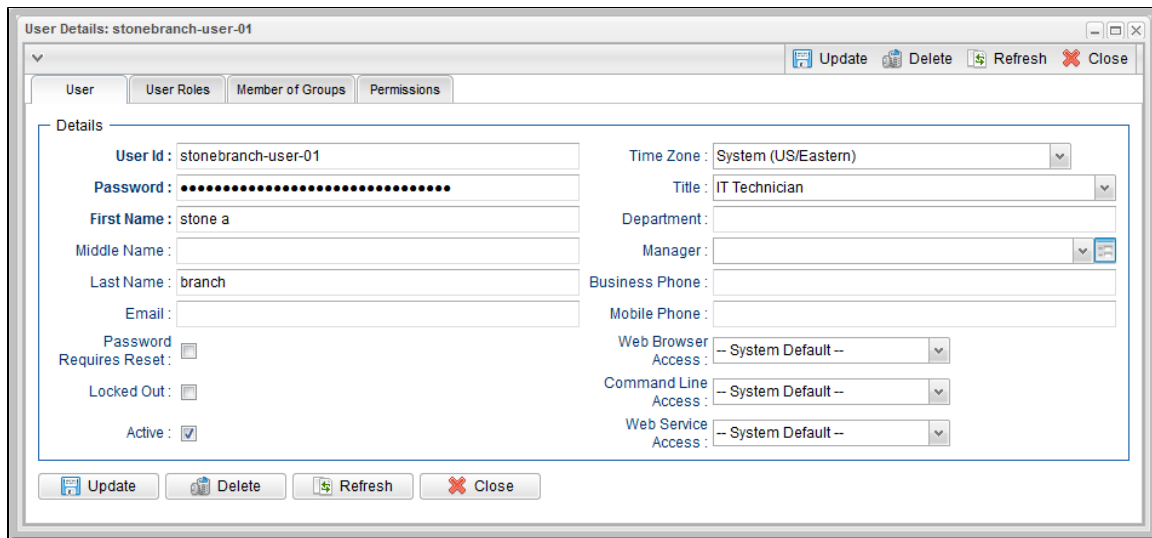 User Details: stonebranch-user-01
Update Delete Refresh Close
User User Roles Member of Groups Permissions
Details
User Id : stonebranch-user-01 Time Zone : System (US/Eastern)
Password : ●●●●●●●●●●●●●●●●●●●●●●●●●●●●●●●● Title : IT Technician
First Name : stone a Department :
Middle Name : Manager :
Last Name : branch Business Phone :
Email : Mobile Phone :
Password
Requires Reset :
Web Browser
Access : -- System Default --
Locked Out :
Command Line
Access : -- System Default --
Active :
Web Service
Access : -- System Default --
Update Delete Refresh Close